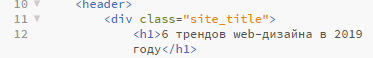 10 <header>
11 <div class="site_title">
12 <h1>6 трендов web-дизайна в 2019
году</h1>